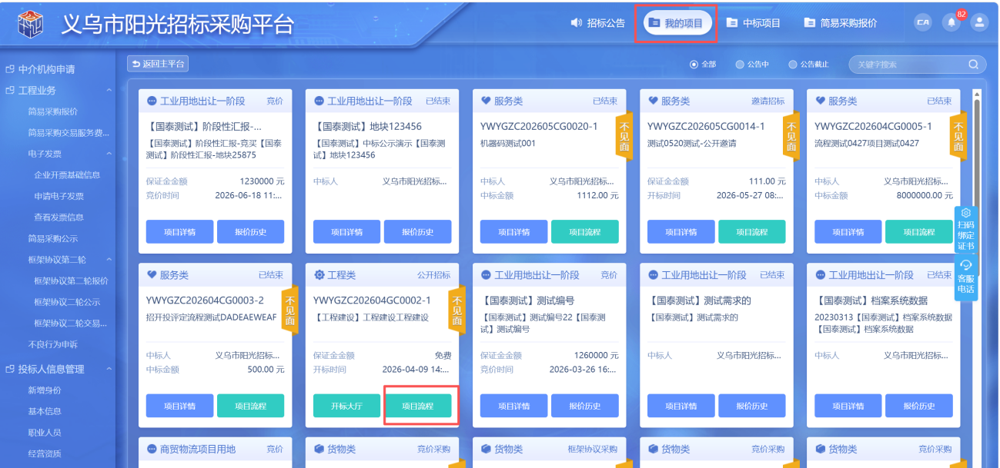 义乌市阳光招标采购平台
招标公告
我的项目
中标项目
简易采购报价
CA
82
中介机构申请
工程业务
简易采购报价
简易采购交易服务费...
电子发票
企业开票基础信息
申请电子发票
查看发票信息
简易采购公示
框架协议第二轮
框架协议第二轮报价
框架协议二轮公示
框架协议二轮交易...
不良行为申诉
投标人信息管理
新增身份
基本信息
职业人员
经营资质
返回主平台
全部
公告中
公告截止
关键字搜索
工业用地出让一阶段 竞价
【国泰测试】阶段性汇报-...
【国泰测试】阶段性汇报-竞买【国泰
测试】阶段性汇报-地块25875
保证金金额 1230000 元
竞价时间 2026-06-18 11:...
项目详情 报价历史
工业用地出让一阶段 已结束
【国泰测试】地块123456
【国泰测试】中标公示演示【国泰测
试】地块123456
中标人 义乌市阳光招标...
项目详情 报价历史
服务类 已结束
YWYGZC202605CG0020-1
机器码测试001
不见面
中标人 义乌市阳光招标...
中标金额 1112.00 元
项目详情 项目流程
服务类 邀请招标
YWYGZC202605CG0014-1
测试0520测试-公开邀请
不见面
保证金金额 111.00 元
开标时间 2026-05-27 08:...
项目详情 项目流程
服务类 已结束
YWYGZC202604CG0005-1
流程测试0427项目测试0427
不见面
中标人 义乌市阳光招标...
中标金额 8000000.00 元
项目详情 项目流程
扫码
绑定
证书
客服
电话
服务类 已结束
YWYGZC202604CG0003-2
招开投评定流程测试DADEAEWEAF
不见面
中标人 义乌市阳光招标...
中标金额 500.00 元
项目详情 项目流程
工程类 公开招标
YWYGZC202604GC0002-1
【工程建设】工程建设工程建设
不见面
保证金金额 免费
开标时间 2026-04-09 14:...
开标大厅 项目流程
工业用地出让一阶段 竞价
【国泰测试】测试编号
【国泰测试】测试编号22【国泰测
试】测试编号
保证金金额 1260000 元
竞价时间 2026-03-26 16:...
项目详情 报价历史
工业用地出让一阶段 已结束
【国泰测试】测试需求的
【国泰测试】测试需求的
中标人 义乌市阳光招标...
项目详情 报价历史
工业用地出让一阶段 已结束
【国泰测试】档案系统数据
20230313【国泰测试】档案系统数据
【国泰测试】档案系统数据
中标人 义乌市阳光招标...
项目详情 报价历史
商贸物流项目用地 竞价
货物类 竞价采购
货物类 框架协议采购
货物类 竞价采购
货物类 竞价采购